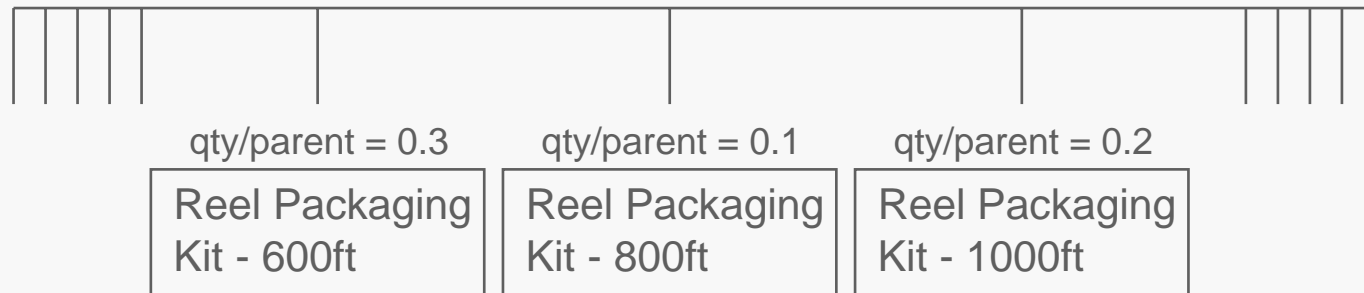 qty/parent = 0.3 qty/parent = 0.1 qty/parent = 0.2
Reel Packaging
Kit - 600ft
Reel Packaging
Kit - 800ft
Reel Packaging
Kit - 1000ft